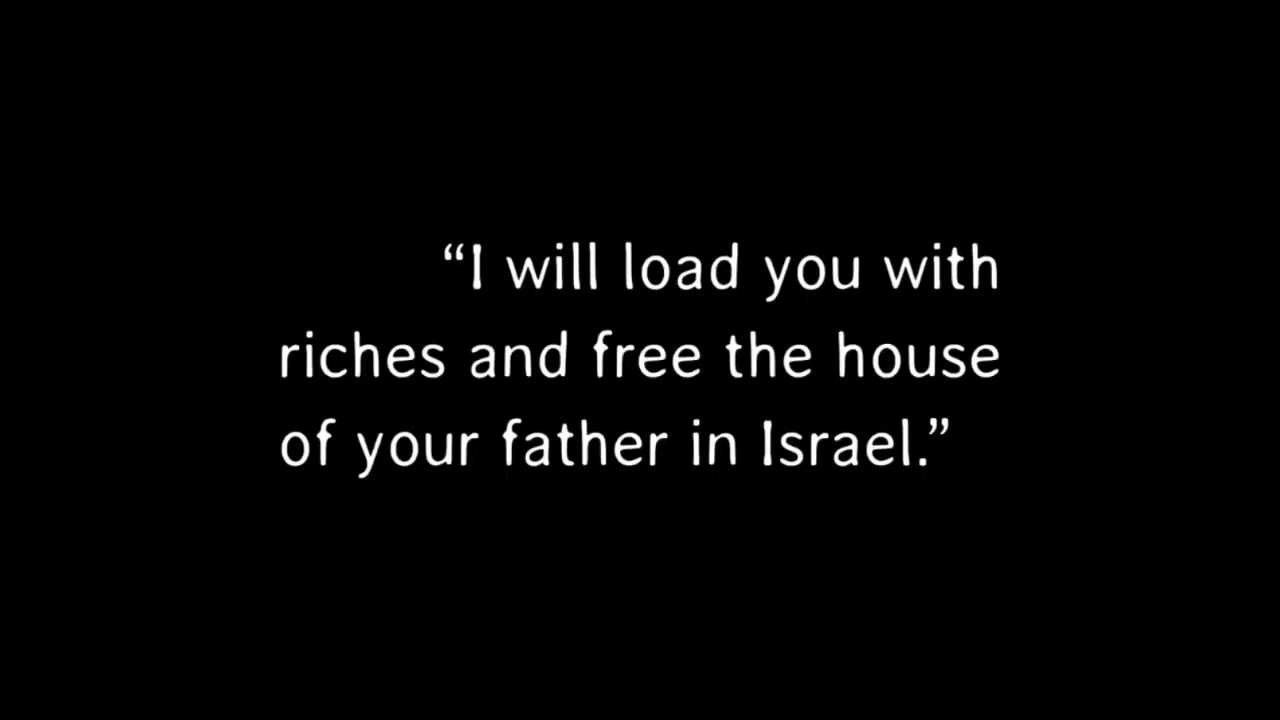 “I will load you with
riches and free the house
of your father in Israel.”